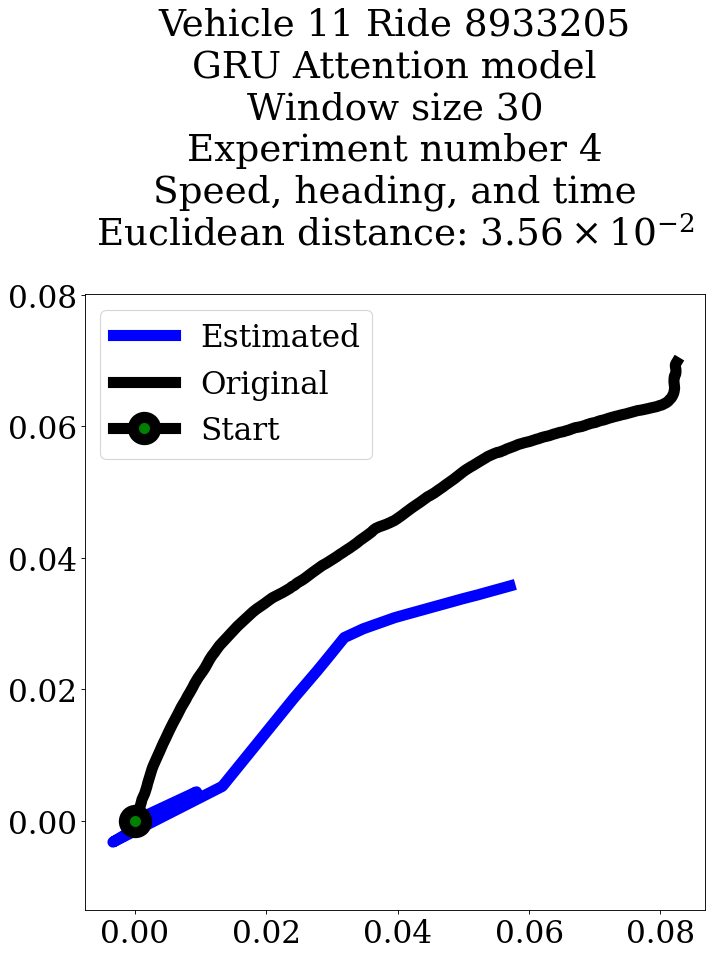 Vehicle 11 Ride 8933205
GRU Attention model
Window size 30
Experiment number 4
Speed, heading, and time
Euclidean distance: 3.56 × 10⁻²
0.08
0.06
0.04
0.02
0.00
Estimated
Original
Start
0.00 0.02 0.04 0.06 0.08